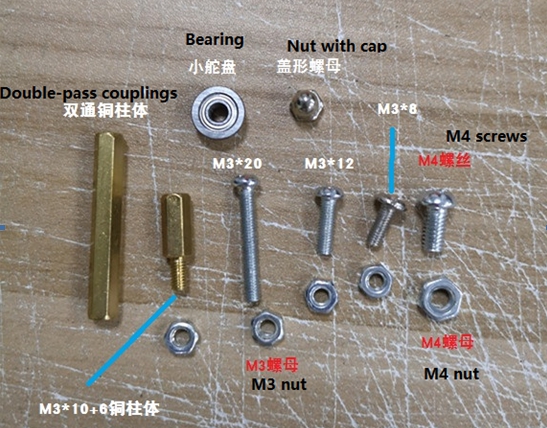 Bearing
小舵盘
Nut with cap
盖形螺母
Double-pass couplings
双通铜柱体
M3*8
M4 screws
M4螺丝
M3*20
M3*12
M3螺母
M3 nut
M4螺母
M4 nut
M3*10+6铜柱体